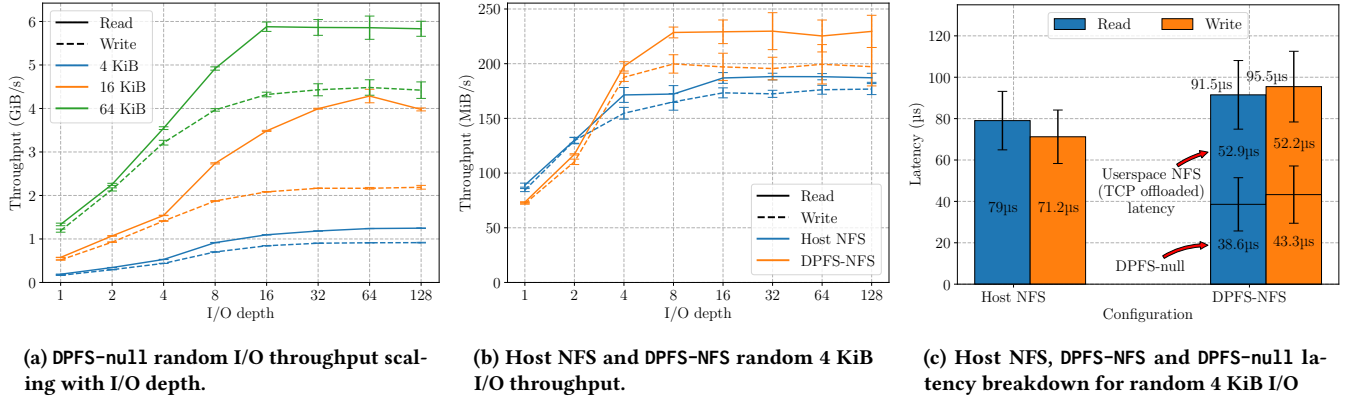 Throughput (GiB/s)
6
5
4
3
2
1
0
Read
Write
4 KiB
16 KiB
64 KiB
1 2 4 8 16 32 64 128
I/O depth
(a) DPFS-null random I/O throughput scal-
ing with I/O depth.
Throughput (MiB/s)
250
200
150
100
50
0
Read
Write
Host NFS
DPFS-NFS
1 2 4 8 16 32 64 128
I/O depth
(b) Host NFS and DPFS-NFS random 4 KiB
I/O throughput.
Read Write
Latency (µs)
120
100
80
60
40
20
0
79µs
71.2µs
91.5µs
95.5µs
52.9µs
52.2µs
Userspace NFS
(TCP offloaded)
latency
38.6µs
43.3µs
DPFS-null
Host NFS DPFS-NFS
Configuration
(c) Host NFS, DPFS-NFS and DPFS-null la-
tency breakdown for random 4 KiB I/O